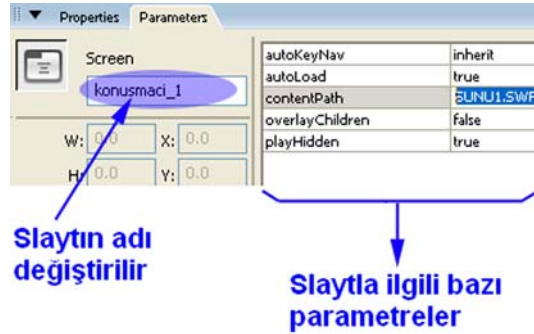 Properties Parameters
Screen
konusmaci_1
W: 0.0 X: 0.0
H: 0.0 Y: 0.0
autoKeyNav inherit
autoLoad true
contentPath SUNU1.SWF
overlayChildren false
playHidden true
Slaytın adı
değiştirilir
Slaytla ilgili bazı
parametreler